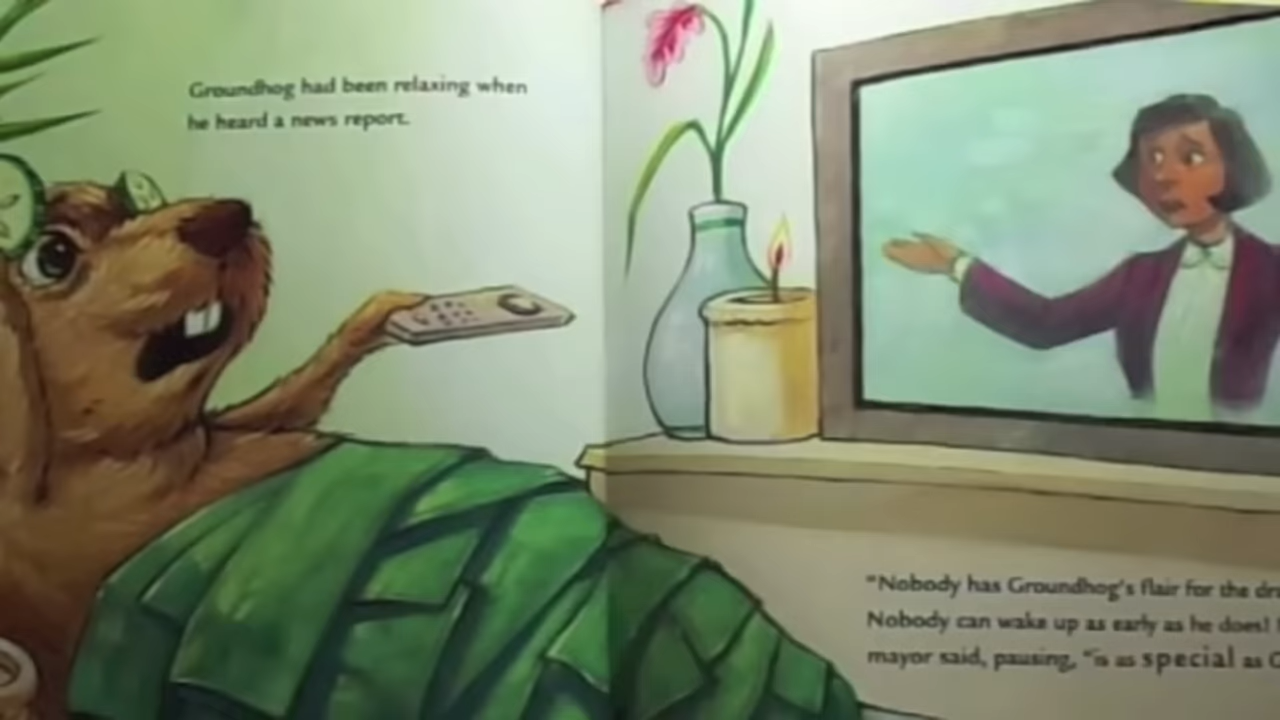 Groundhog had been relaxing when
he heard a news report.
"Nobody has Groundhog's flair for the
Nobody can wake up as early as he does!
mayor said, pausing, "is as special as